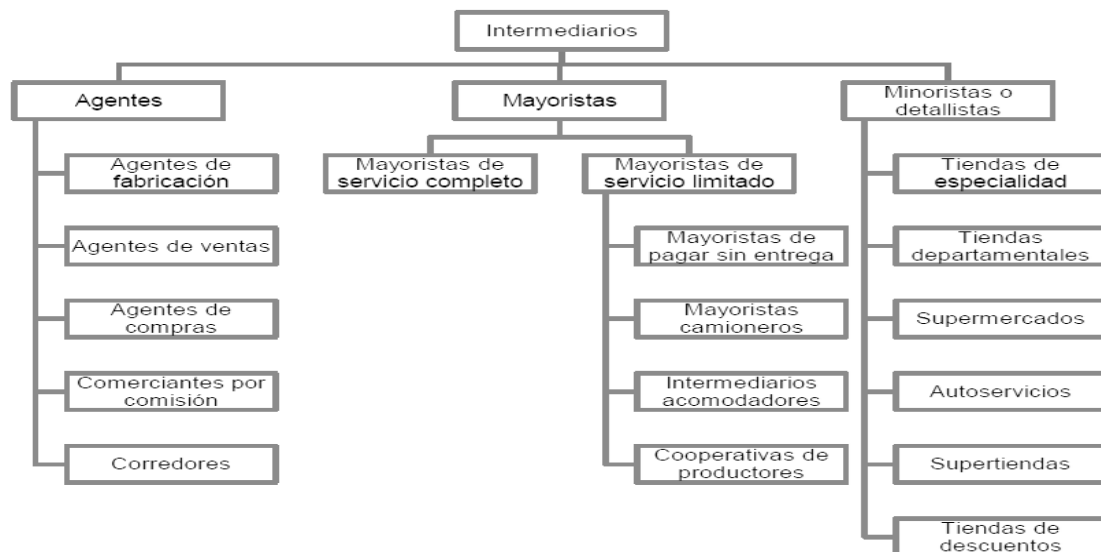 Intermediarios
Agentes
Mayoristas
Minoristas o
detallistas
Agentes de
fabricación
Agentes de ventas
Agentes de
compras
Comerciantes por
comisión
Corredores
Mayoristas de
servicio completo
Mayoristas de
servicio limitado
Mayoristas de
pagar sin entrega
Mayoristas
camioneros
Intermediarios
acomodadores
Cooperativas de
productores
Tiendas de
especialidad
Tiendas
departamentales
Supermercados
Autoservicios
Supertiendas
Tiendas de
descuentos